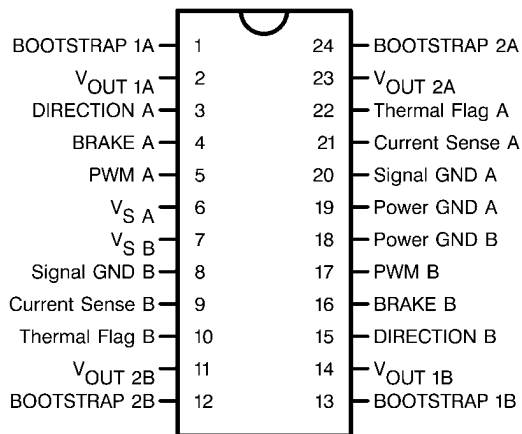 BOOTSTRAP 1A 1 24 BOOTSTRAP 2A
VOUT 1A 2 23 VOUT 2A
DIRECTION A 3 22 Thermal Flag A
BRAKE A 4 21 Current Sense A
PWM A 5 20 Signal GND A
VS A 6 19 Power GND A
VS B 7 18 Power GND B
Signal GND B 8 17 PWM B
Current Sense B 9 16 BRAKE B
Thermal Flag B 10 15 DIRECTION B
VOUT 2B 11 14 VOUT 1B
BOOTSTRAP 2B 12 13 BOOTSTRAP 1B